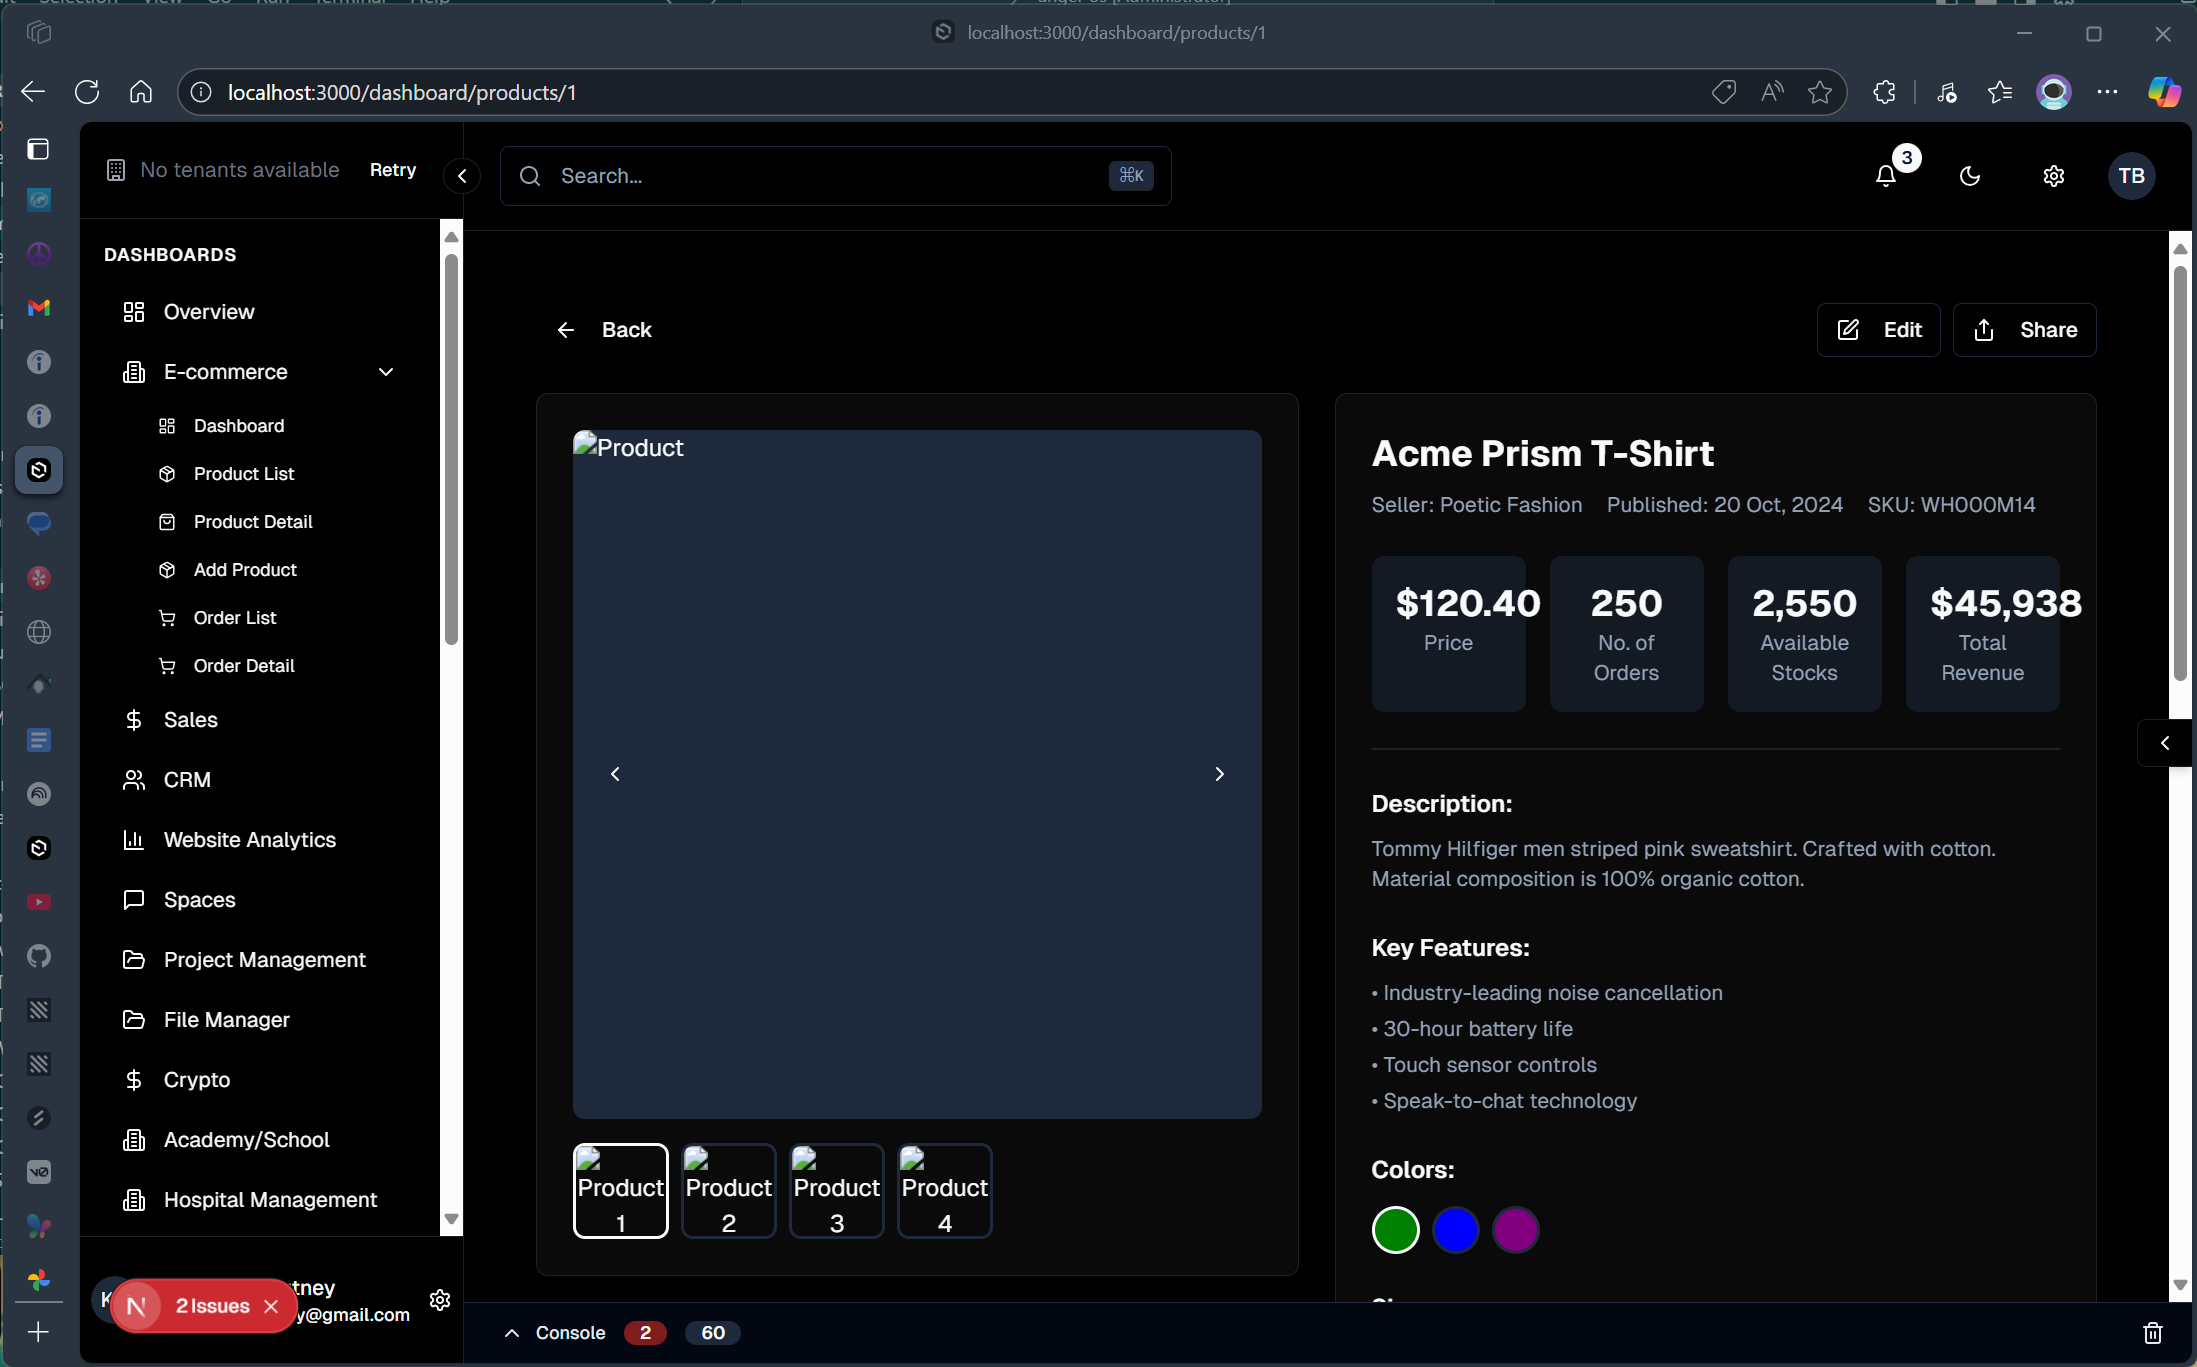 localhost:3000/dashboard/products/1
localhost:3000/dashboard/products/1
No tenants available
Retry
Search...
⌘K
3
TB
DASHBOARDS
Overview
E-commerce
Dashboard
Product List
Product Detail
Add Product
Order List
Order Detail
Sales
CRM
Website Analytics
Spaces
Project Management
File Manager
Crypto
Academy/School
Hospital Management
tney
y@gmail.com
N 2 Issues
Back
Edit
Share
Product
Product 1
Product 2
Product 3
Product 4
Acme Prism T-Shirt
Seller: Poetic Fashion Published: 20 Oct, 2024 SKU: WH000M14
$120.40
Price
250
No. of
Orders
2,550
Available
Stocks
$45,938
Total
Revenue
Description:
Tommy Hilfiger men striped pink sweatshirt. Crafted with cotton.
Material composition is 100% organic cotton.
Key Features:
• Industry-leading noise cancellation
• 30-hour battery life
• Touch sensor controls
• Speak-to-chat technology
Colors:
Console 2 60